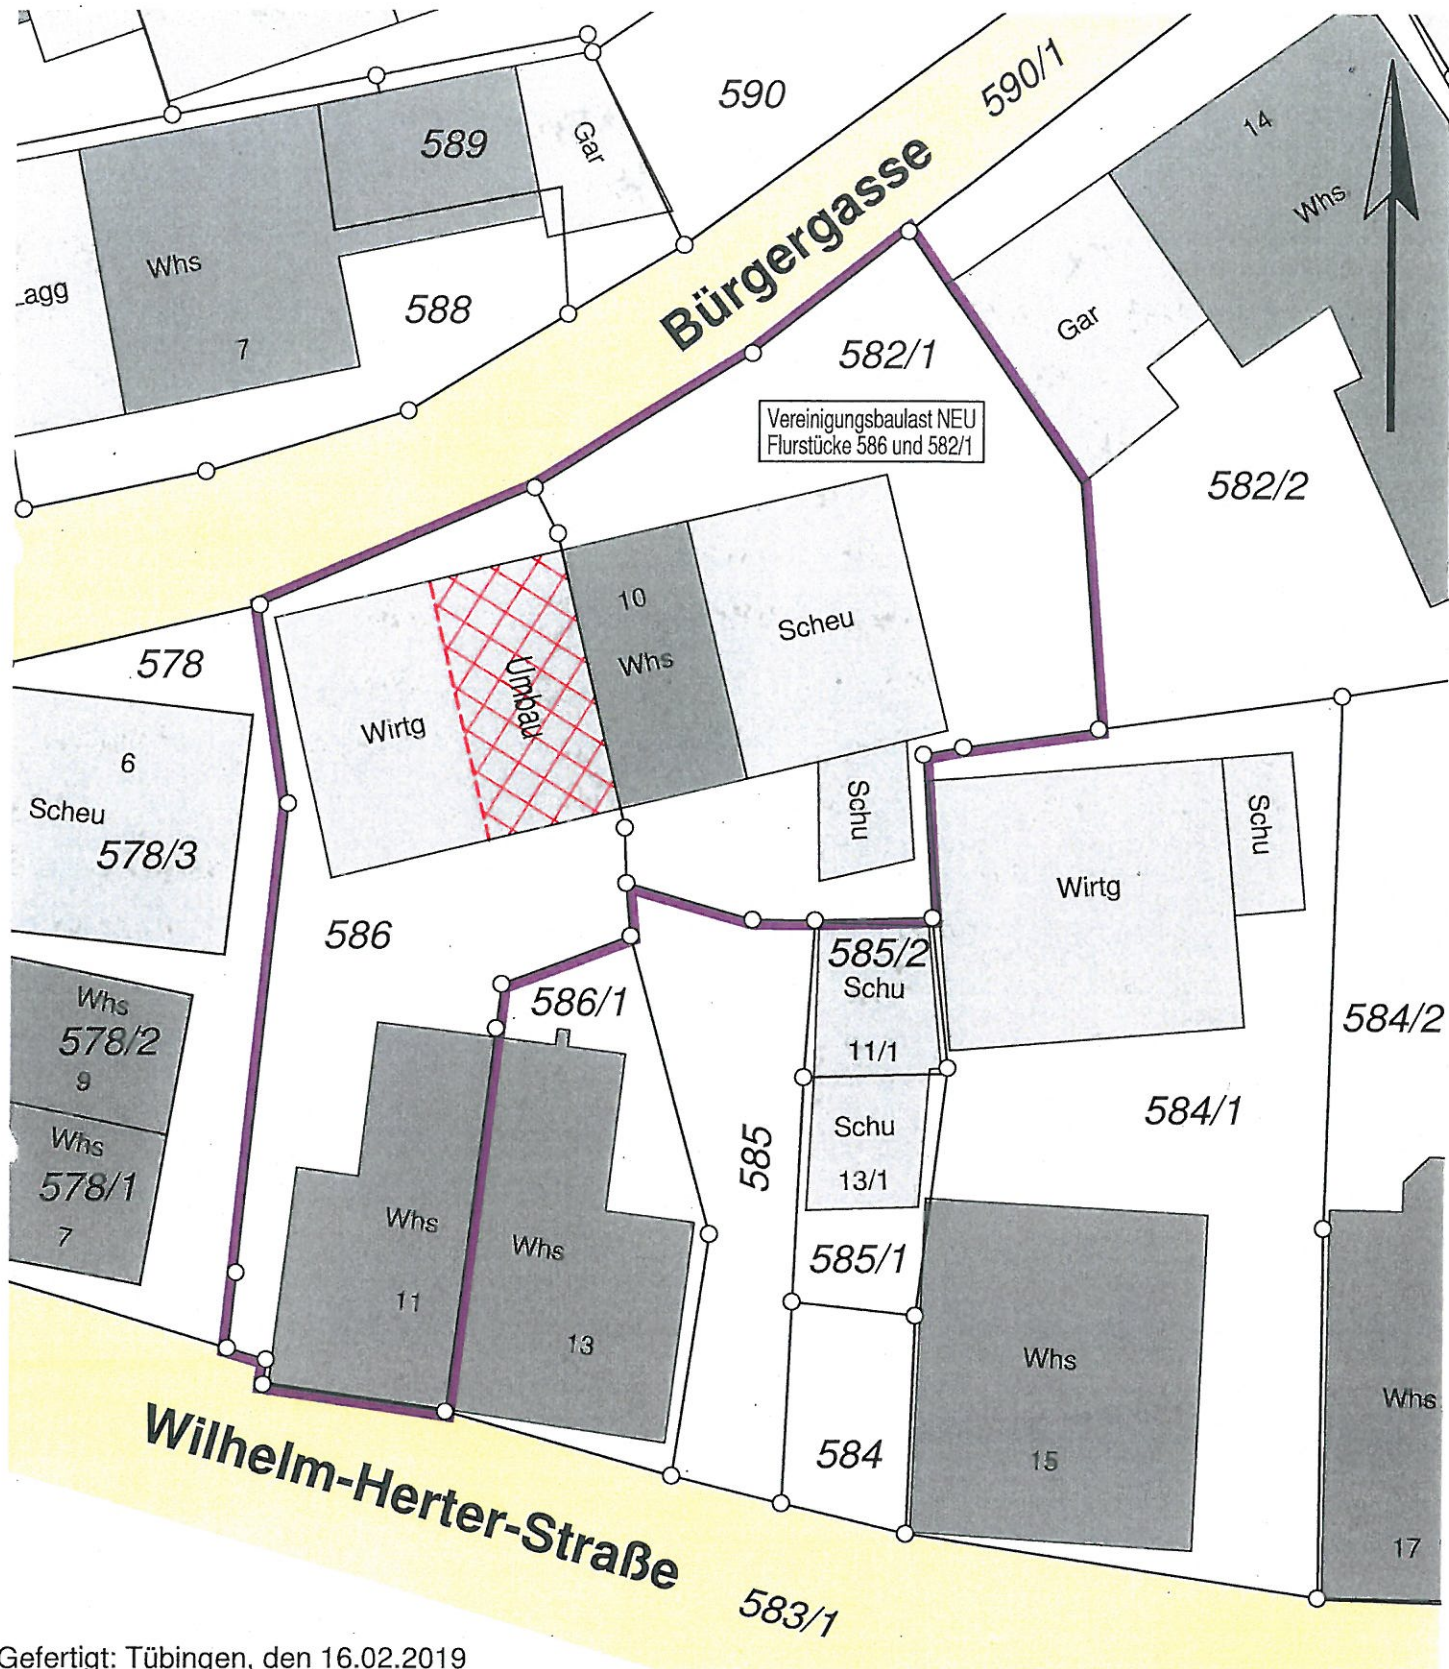 590
590/1
589
Gar
14
Whs
Whs
agg
588
7
Bürgergasse
582/1
Gar
Vereinigungsbaulast NEU
Flurstücke 586 und 582/1
582/2
10
Scheu
Whs
Umbau
578
Wirtg
6
Scheu
578/3
Schu
Schu
Wirtg
586
585/2
Schu
11/1
Whs
578/2
9
586/1
584/2
584/1
Schu
13/1
585
Whs
578/1
7
Whs
11
Whs
13
585/1
Whs
15
Whs
17
584
Wilhelm-Herter-Straße
583/1
Gefertigt: Tübingen, den 16.02.2019